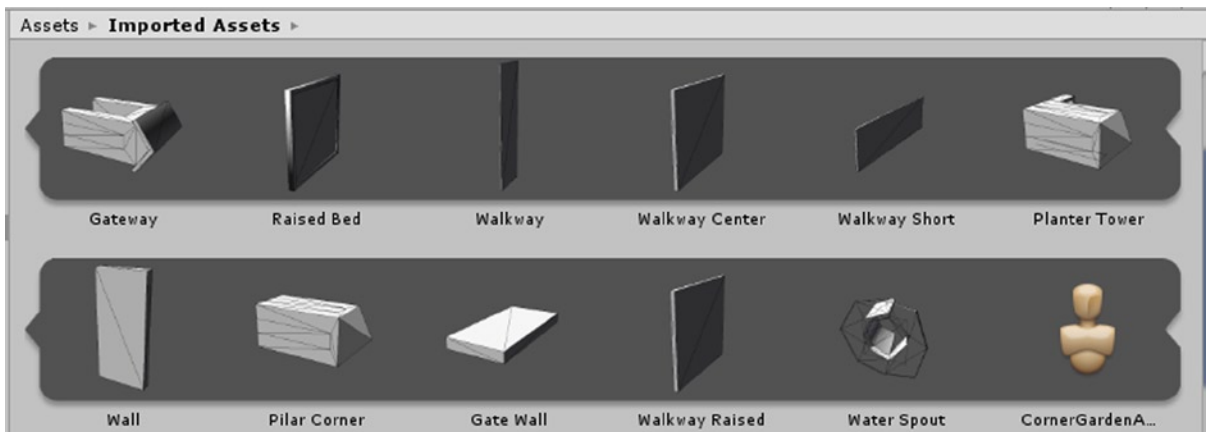 Assets ▸ Imported Assets ▸
Gateway Raised Bed Walkway Walkway Center Walkway Short Planter Tower
Wall Pilar Corner Gate Wall Walkway Raised Water Spout CornerGardenA...